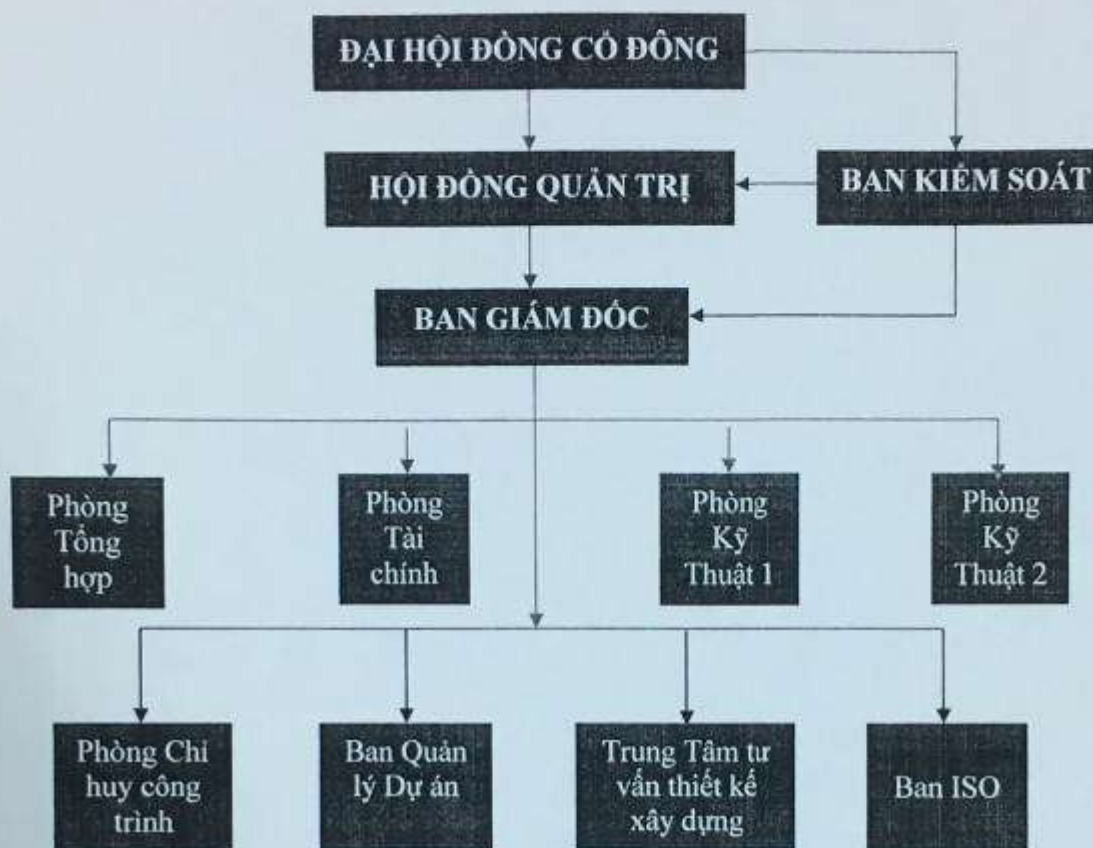 ĐẠI HỘI ĐỒNG CỔ ĐÔNG
HỘI ĐỒNG QUẢN TRỊ
BAN KIỂM SOÁT
BAN GIÁM ĐỐC
Phòng
Tổng
hợp
Phòng
Tài
chính
Phòng
Kỹ
Thuật 1
Phòng
Kỹ
Thuật 2
Phòng Chỉ
huy công
trình
Ban Quản
lý Dự án
Trung Tâm tư
vấn thiết kế
xây dựng
Ban ISO